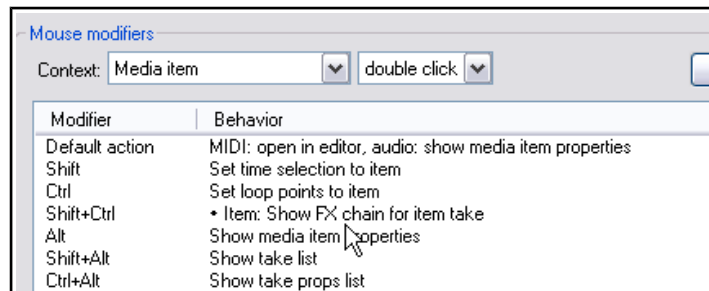 Mouse modifiers
Context: Media item double click
Modifier Behavior
Default action MIDI: open in editor, audio: show media item properties
Shift Set time selection to item
Ctrl Set loop points to item
Shift+Ctrl • Item: Show FX chain for item take
Alt Show media item properties
Shift+Alt Show take list
Ctrl+Alt Show take props list